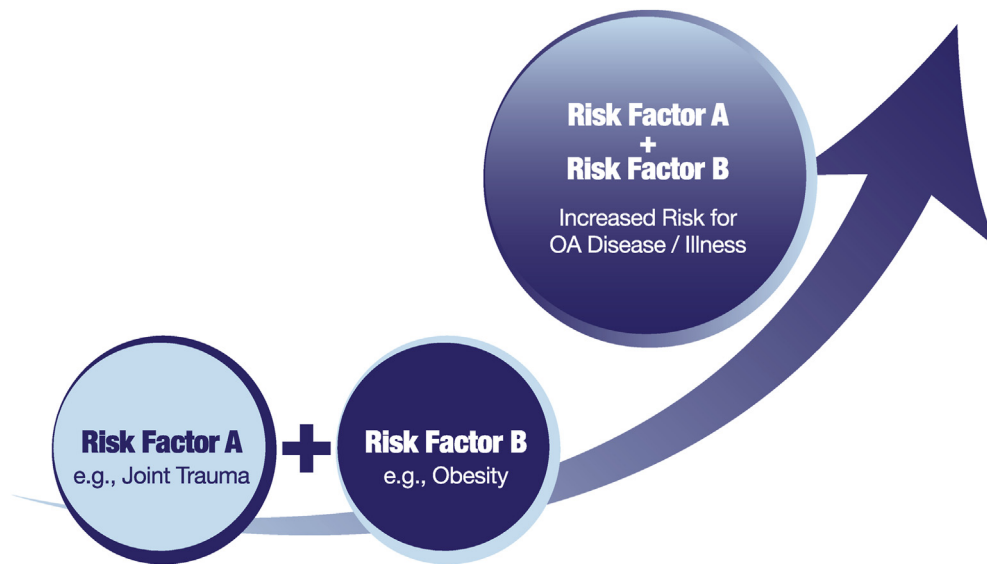 Risk Factor A
+
Risk Factor B
Increased Risk for
OA Disease / Illness
Risk Factor A
e.g., Joint Trauma
+
Risk Factor B
e.g., Obesity